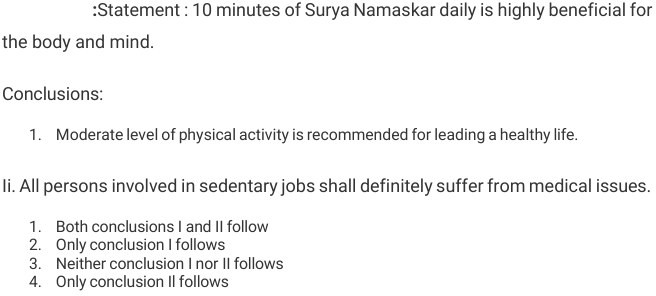 :Statement : 10 minutes of Surya Namaskar daily is highly beneficial for
the body and mind.
Conclusions:
1. Moderate level of physical activity is recommended for leading a healthy life.
Ii. All persons involved in sedentary jobs shall definitely suffer from medical issues.
1. Both conclusions I and II follow
2. Only conclusion I follows
3. Neither conclusion I nor II follows
4. Only conclusion Il follows